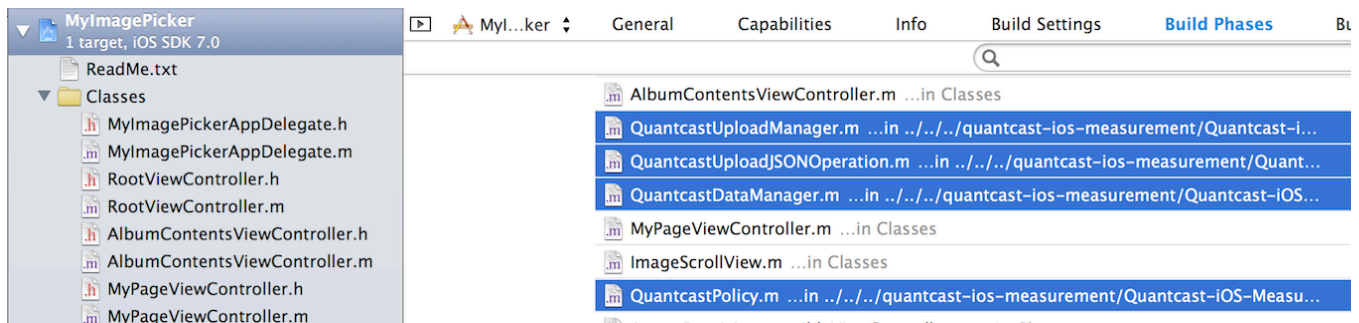 MyImagePicker
1 target, iOS SDK 7.0
ReadMe.txt
Classes
MyImagePickerAppDelegate.h
MyImagePickerAppDelegate.m
RootViewController.h
RootViewController.m
AlbumContentsViewController.h
AlbumContentsViewController.m
MyPageViewController.h
MyPageViewController.m
MyI...ker General Capabilities Info Build Settings Build Phases
AlbumContentsViewController.m ...in Classes
QuantcastUploadManager.m ...in ../../../quantcast-ios-measurement/Quantcast-i...
QuantcastUploadJSONOperation.m ...in ../../../quantcast-ios-measurement/Quant...
QuantcastDataManager.m ...in ../../../quantcast-ios-measurement/Quantcast-iOS...
MyPageViewController.m ...in Classes
ImageScrollView.m ...in Classes
QuantcastPolicy.m ...in ../../../quantcast-ios-measurement/Quantcast-iOS-Measu...